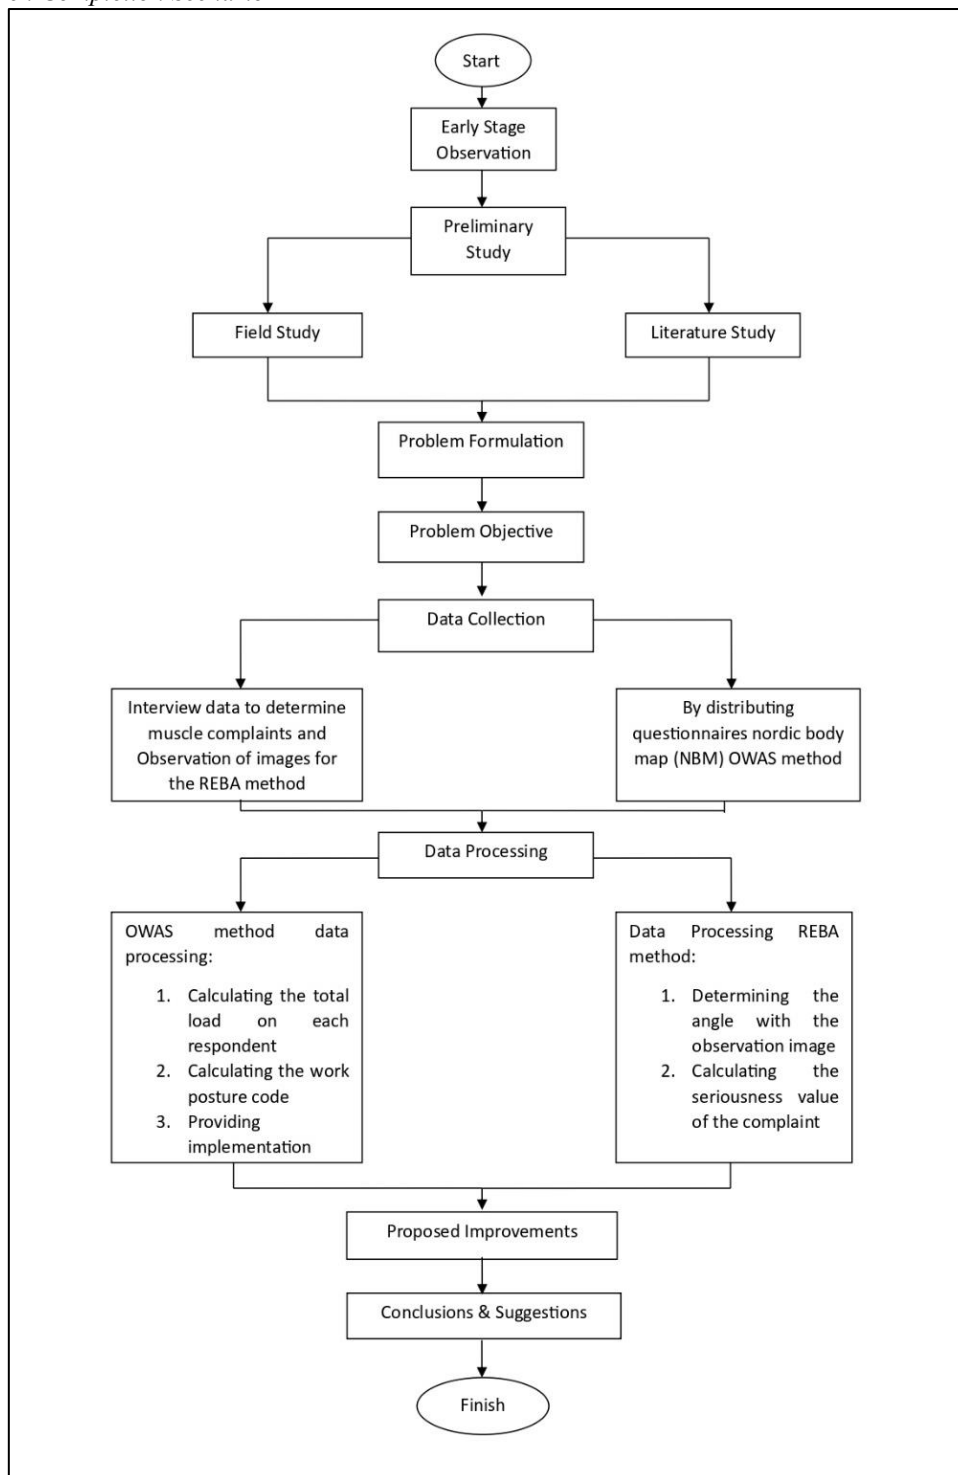 Start
Early Stage
Observation
Preliminary
Study
Field Study
Literature Study
Problem Formulation
Problem Objective
Data Collection
Interview data to determine
muscle complaints and
Observation of images for
the REBA method
By distributing
questionnaires nordic body
map (NBM) OWAS method
Data Processing
OWAS method data
processing:
1. Calculating the total
load on each
respondent
2. Calculating the work
posture code
3. Providing
implementation
Data Processing REBA
method:
1. Determining the
angle with the
observation image
2. Calculating the
seriousness value
of the complaint
Proposed Improvements
Conclusions & Suggestions
Finish